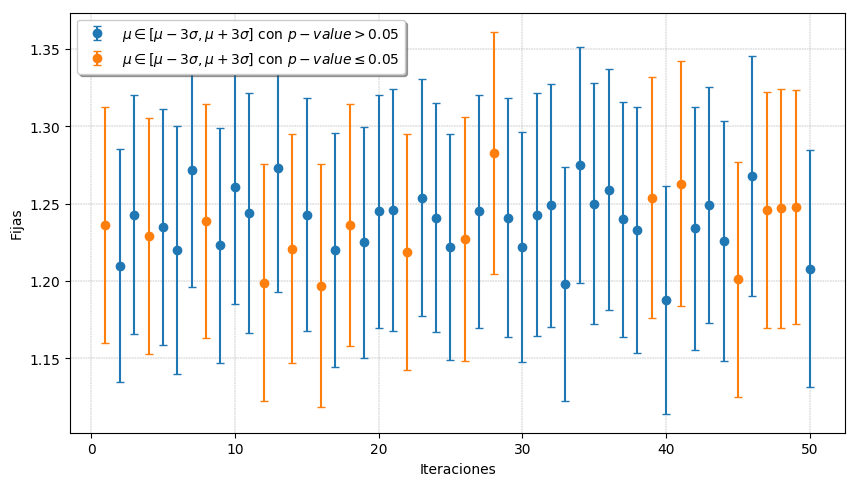 μ ∈ [μ − 3σ, μ + 3σ] con p − value > 0.05
μ ∈ [μ − 3σ, μ + 3σ] con p − value ≤ 0.05
1.35
1.30
1.25
1.20
1.15
Fijas
0 10 20 30 40 50
Iteraciones